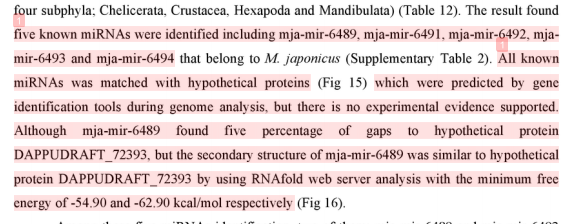 four subphyla; Chelicerata, Crustacea, Hexapoda and Mandibulata) (Table 12). The result found
1
five known miRNAs were identified including mja-mir-6489, mja-mir-6491, mja-mir-6492, mja-
1
mir-6493 and mja-mir-6494 that belong to M. japonicus (Supplementary Table 2). All known
miRNAs was matched with hypothetical proteins (Fig 15) which were predicted by gene
identification tools during genome analysis, but there is no experimental evidence supported.
Although mja-mir-6489 found five percentage of gaps to hypothetical protein
DAPPUDRAFT_72393, but the secondary structure of mja-mir-6489 was similar to hypothetical
protein DAPPUDRAFT_72393 by using RNAfold web server analysis with the minimum free
energy of -54.90 and -62.90 kcal/mol respectively (Fig 16).